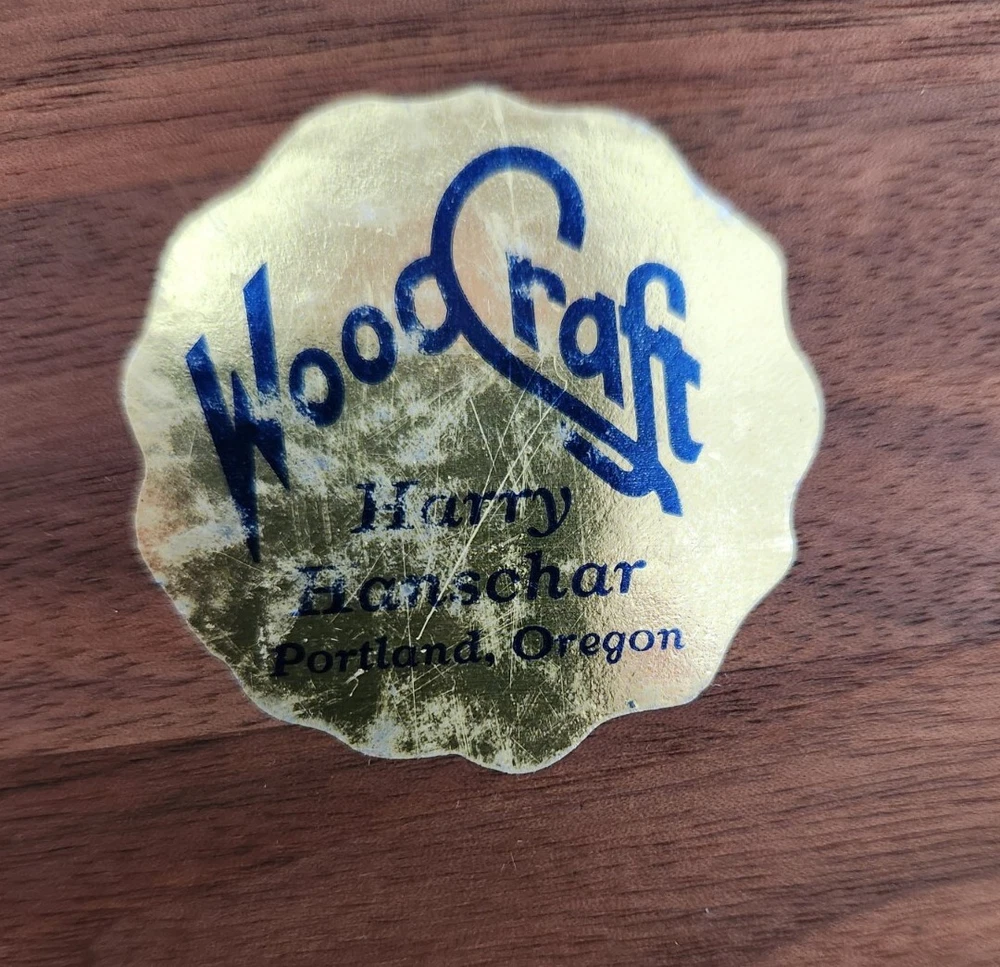 WoodCraft
Harry
Hanschar
Portland, Oregon